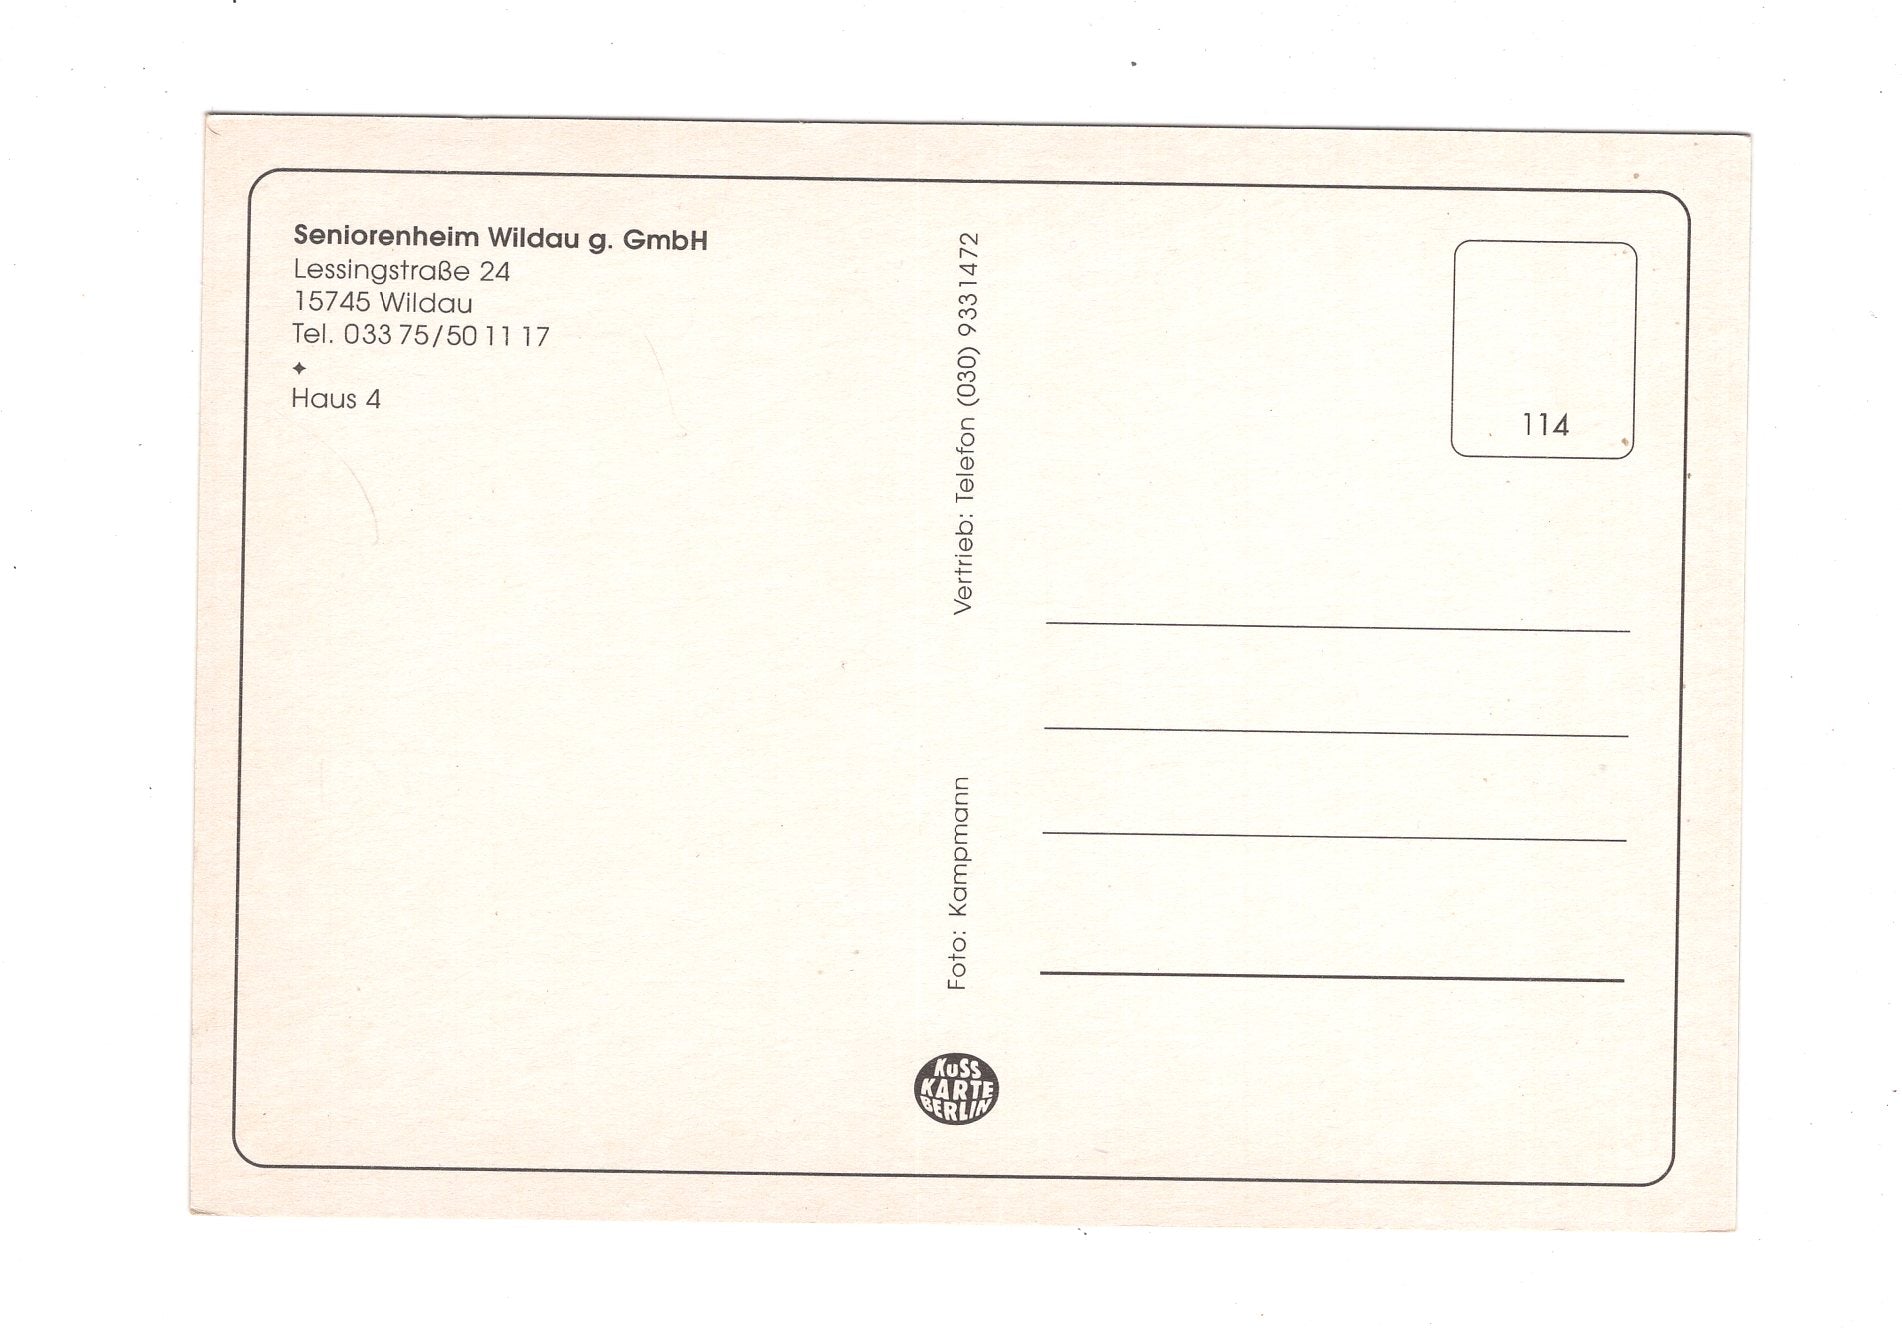 Seniorenheim Wildau g. GmbH
Lessingstraße 24
15745 Wildau
Tel. 033 75/50 11 17
✦
Haus 4
Vertrieb: Telefon (030) 9331472
Foto: Kampmann
KUSS
KARTE
BERLIN
114